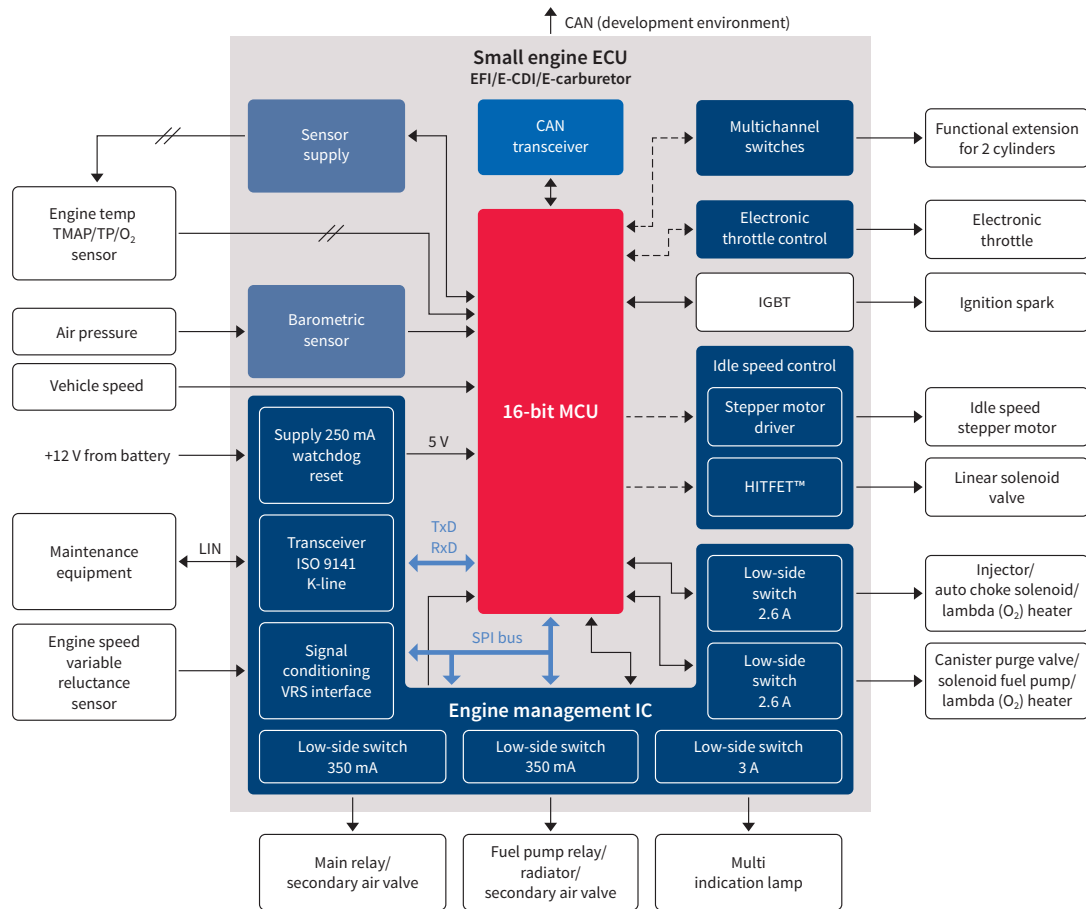 CAN (development environment)
Small engine ECU
EFI/E-CDI/E-carburetor
Sensor
supply
CAN
transceiver
Multichannel
switches
Functional extension
for 2 cylinders
Engine temp
TMAP/TP/O₂
sensor
Electronic
throttle control
Electronic
throttle
IGBT
Ignition spark
Air pressure
Barometric
sensor
Vehicle speed
16-bit MCU
Idle speed control
Stepper motor
driver
Idle speed
stepper motor
HITFET™
Linear solenoid
valve
+12 V from battery
Supply 250 mA
watchdog
reset
5 V
Maintenance
equipment
LIN
Transceiver
ISO 9141
K-line
TxD
RxD
Low-side
switch
2.6 A
Injector/
auto choke solenoid/
lambda (O₂) heater
Engine speed
variable
reluctance
sensor
Signal
conditioning
VRS interface
SPI bus
Low-side
switch
2.6 A
Canister purge valve/
solenoid fuel pump/
lambda (O₂) heater
Engine management IC
Low-side switch
350 mA
Low-side switch
350 mA
Low-side switch
3 A
Main relay/
secondary air valve
Fuel pump relay/
radiator/
secondary air valve
Multi
indication lamp